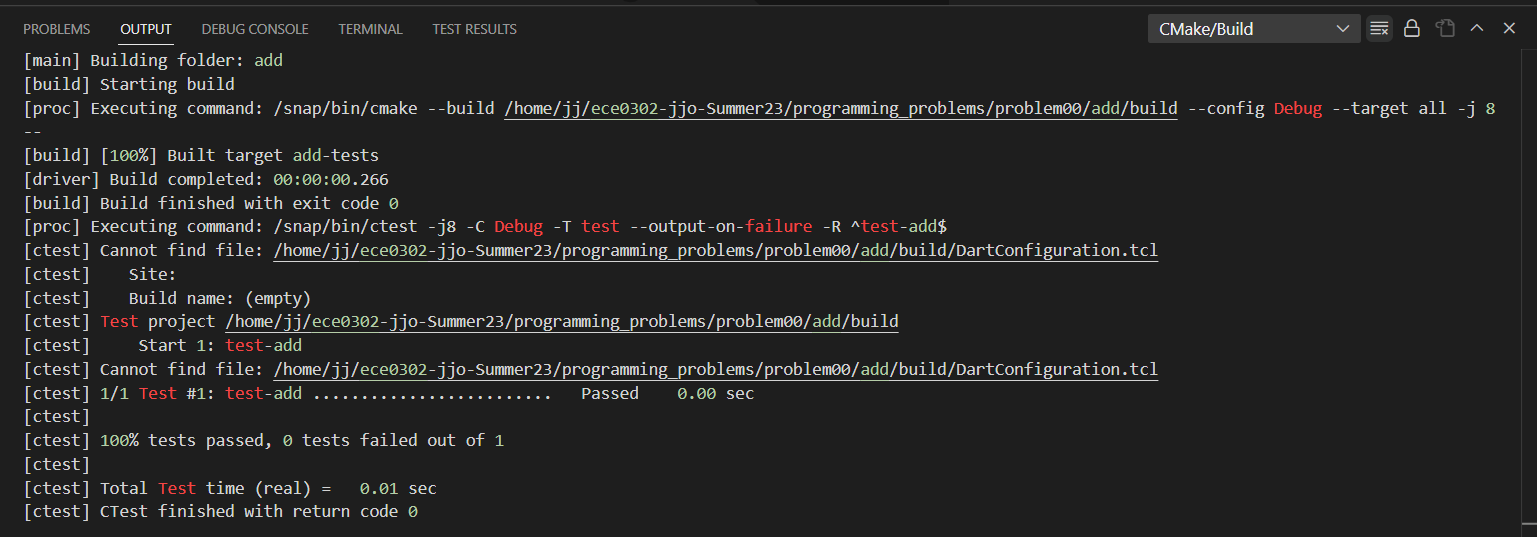 PROBLEMS OUTPUT DEBUG CONSOLE TERMINAL TEST RESULTS CMake/Build
[main] Building folder: add
[build] Starting build
[proc] Executing command: /snap/bin/cmake --build /home/jj/ece0302-jjo-Summer23/programming_problems/problem00/add/build --config Debug --target all -j 8
--
[build] [100%] Built target add-tests
[driver] Build completed: 00:00:00.266
[build] Build finished with exit code 0
[proc] Executing command: /snap/bin/ctest -j8 -C Debug -T test --output-on-failure -R ^test-add$
[ctest] Cannot find file: /home/jj/ece0302-jjo-Summer23/programming_problems/problem00/add/build/DartConfiguration.tcl
[ctest]    Site:
[ctest]    Build name: (empty)
[ctest] Test project /home/jj/ece0302-jjo-Summer23/programming_problems/problem00/add/build
[ctest]     Start 1: test-add
[ctest] Cannot find file: /home/jj/ece0302-jjo-Summer23/programming_problems/problem00/add/build/DartConfiguration.tcl
[ctest] 1/1 Test #1: test-add .........................   Passed    0.00 sec
[ctest]
[ctest] 100% tests passed, 0 tests failed out of 1
[ctest]
[ctest] Total Test time (real) =   0.01 sec
[ctest] CTest finished with return code 0